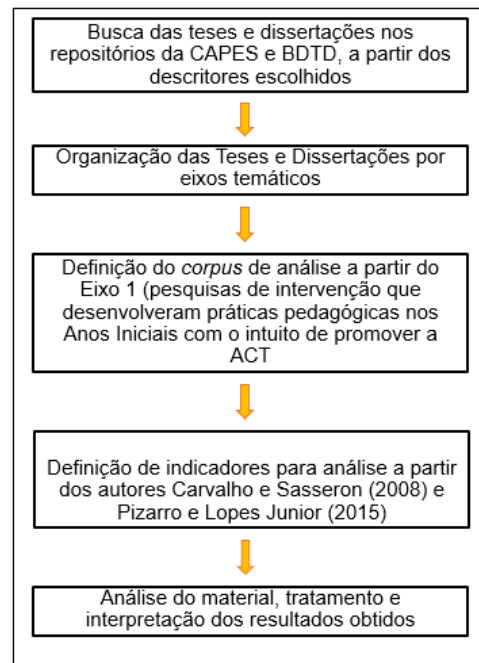 Busca das teses e dissertações nos
repositórios da CAPES e BDTD, a partir dos
descritores escolhidos
Organização das Teses e Dissertações por
eixos temáticos
Definição do corpus de análise a partir do
Eixo 1 (pesquisas de intervenção que
desenvolveram práticas pedagógicas nos
Anos Iniciais com o intuito de promover a
ACT
Definição de indicadores para análise a partir
dos autores Carvalho e Sasseron (2008) e
Pizarro e Lopes Junior (2015)
Análise do material, tratamento e
interpretação dos resultados obtidos